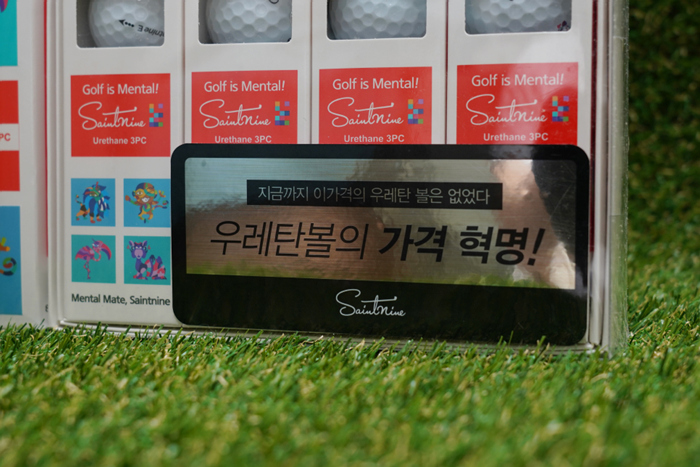 Golf is Mental!
Saintnine
Urethane 3PC
Golf is Mental!
Saintnine
Urethane 3PC
Golf is Mental!
Saintnine
Urethane 3PC
Golf is Mental!
Saintnine
Urethane 3PC
PC
지금까지 이가격의 우레탄 볼은 없었다
우레탄볼의 가격 혁명!
Saintnine
Mental Mate, Saintnine